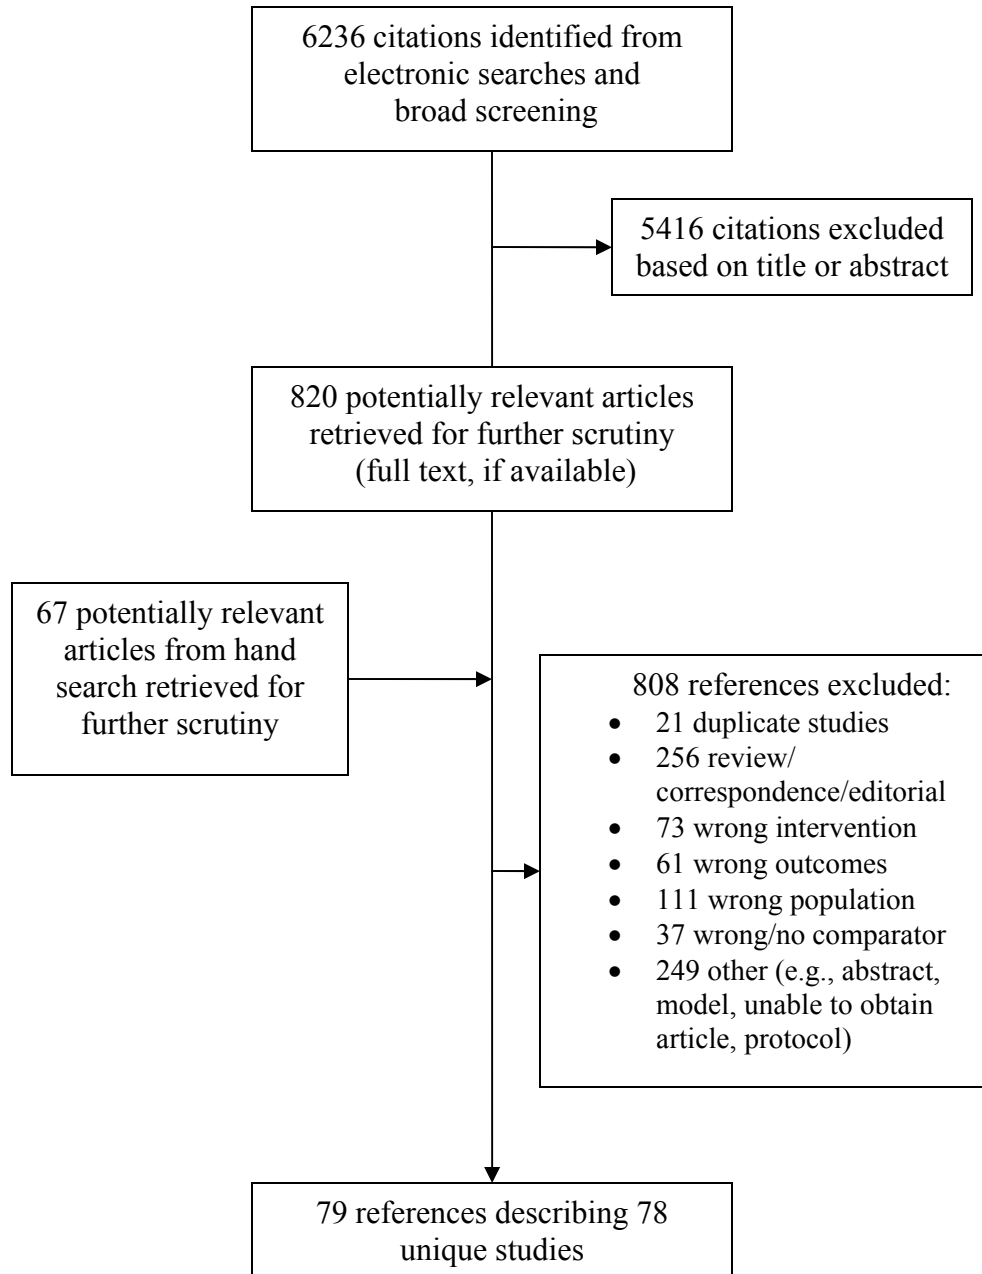 6236 citations identified from
electronic searches and
broad screening
5416 citations excluded
based on title or abstract
820 potentially relevant articles
retrieved for further scrutiny
(full text, if available)
67 potentially relevant
articles from hand
search retrieved for
further scrutiny
808 references excluded:
• 21 duplicate studies
• 256 review/
correspondence/editorial
• 73 wrong intervention
• 61 wrong outcomes
• 111 wrong population
• 37 wrong/no comparator
• 249 other (e.g., abstract,
model, unable to obtain
article, protocol)
79 references describing 78
unique studies